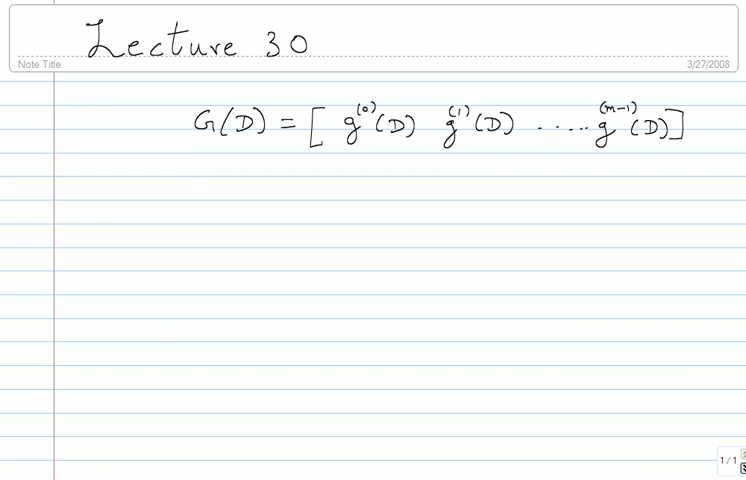 Lecture 30
Note Title
3/27/2008
G(D) = [ g^(0)(D) g^(1)(D) ..... g^(m-1)(D) ]
1 / 1